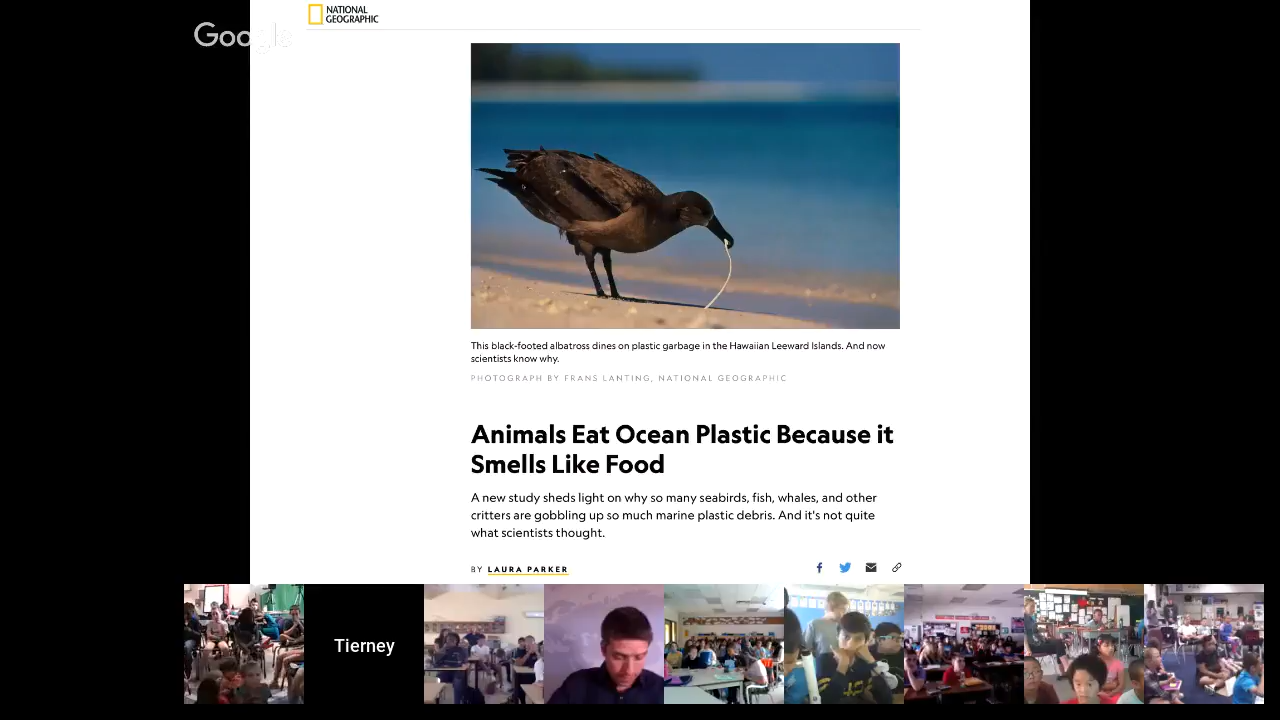 NATIONAL
GEOGRAPHIC
Google
This black-footed albatross dines on plastic garbage in the Hawaiian Leeward Islands. And now
scientists know why.
PHOTOGRAPH BY FRANS LANTING, NATIONAL GEOGRAPHIC
Animals Eat Ocean Plastic Because it
Smells Like Food
A new study sheds light on why so many seabirds, fish, whales, and other
critters are gobbling up so much marine plastic debris. And it's not quite
what scientists thought.
BY LAURA PARKER
Tierney